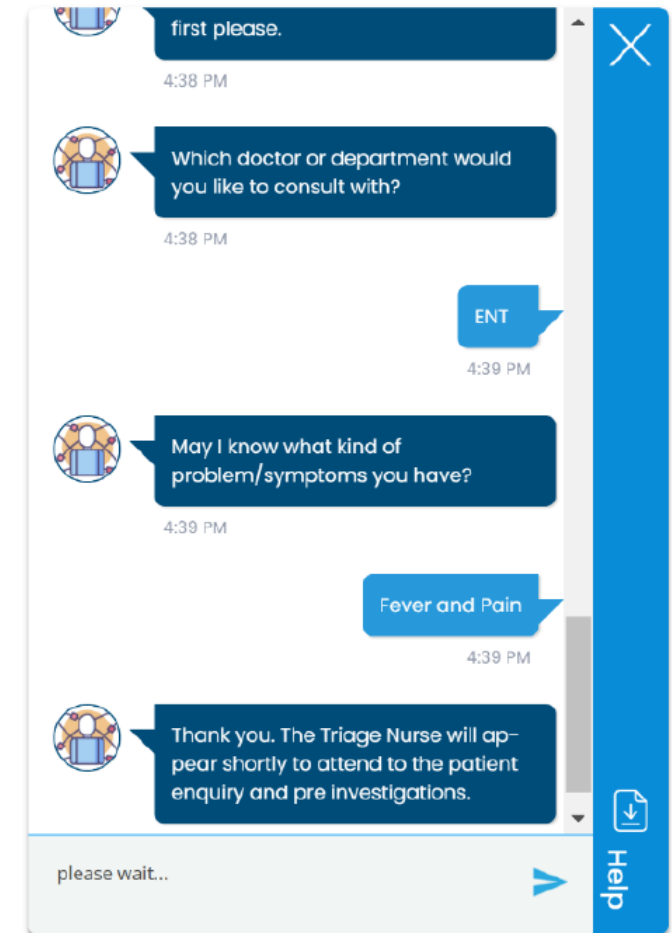 first please.
4:38 PM
Which doctor or department would
you like to consult with?
4:38 PM
ENT
4:39 PM
May I know what kind of
problem/symptoms you have?
4:39 PM
Fever and Pain
4:39 PM
Thank you. The Triage Nurse will ap-
pear shortly to attend to the patient
enquiry and pre investigations.
please wait...
Help